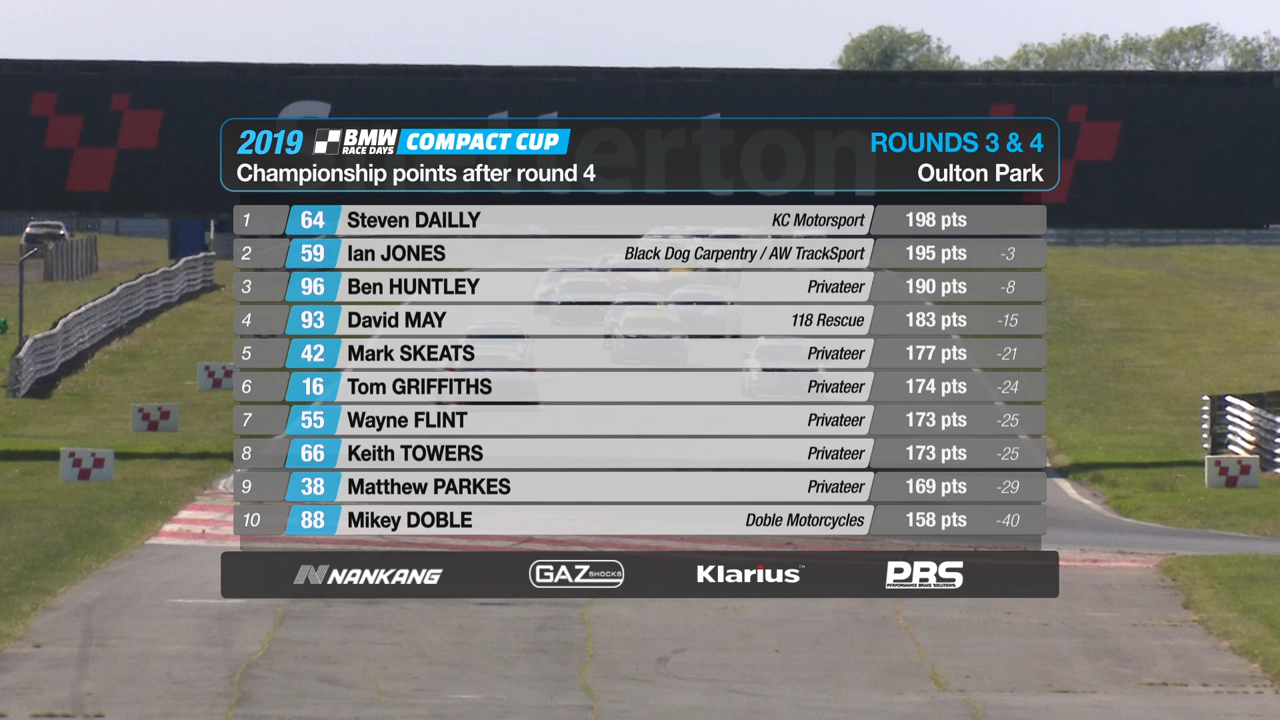 2019 BMW RACE DAYS COMPACT CUP ROUNDS 3 & 4
Championship points after round 4 Oulton Park
1 64 Steven DAILLY KC Motorsport 198 pts
2 59 Ian JONES Black Dog Carpentry / AW TrackSport 195 pts -3
3 96 Ben HUNTLEY Privateer 190 pts -8
4 93 David MAY 118 Rescue 183 pts -15
5 42 Mark SKEATS Privateer 177 pts -21
6 16 Tom GRIFFITHS Privateer 174 pts -24
7 55 Wayne FLINT Privateer 173 pts -25
8 66 Keith TOWERS Privateer 173 pts -25
9 38 Matthew PARKES Privateer 169 pts -29
10 88 Mikey DOBLE Doble Motorcycles 158 pts -40
NANKANG GAZ SHOCKS Klarius™ PBS PERFORMANCE BRAKE SOLUTIONS